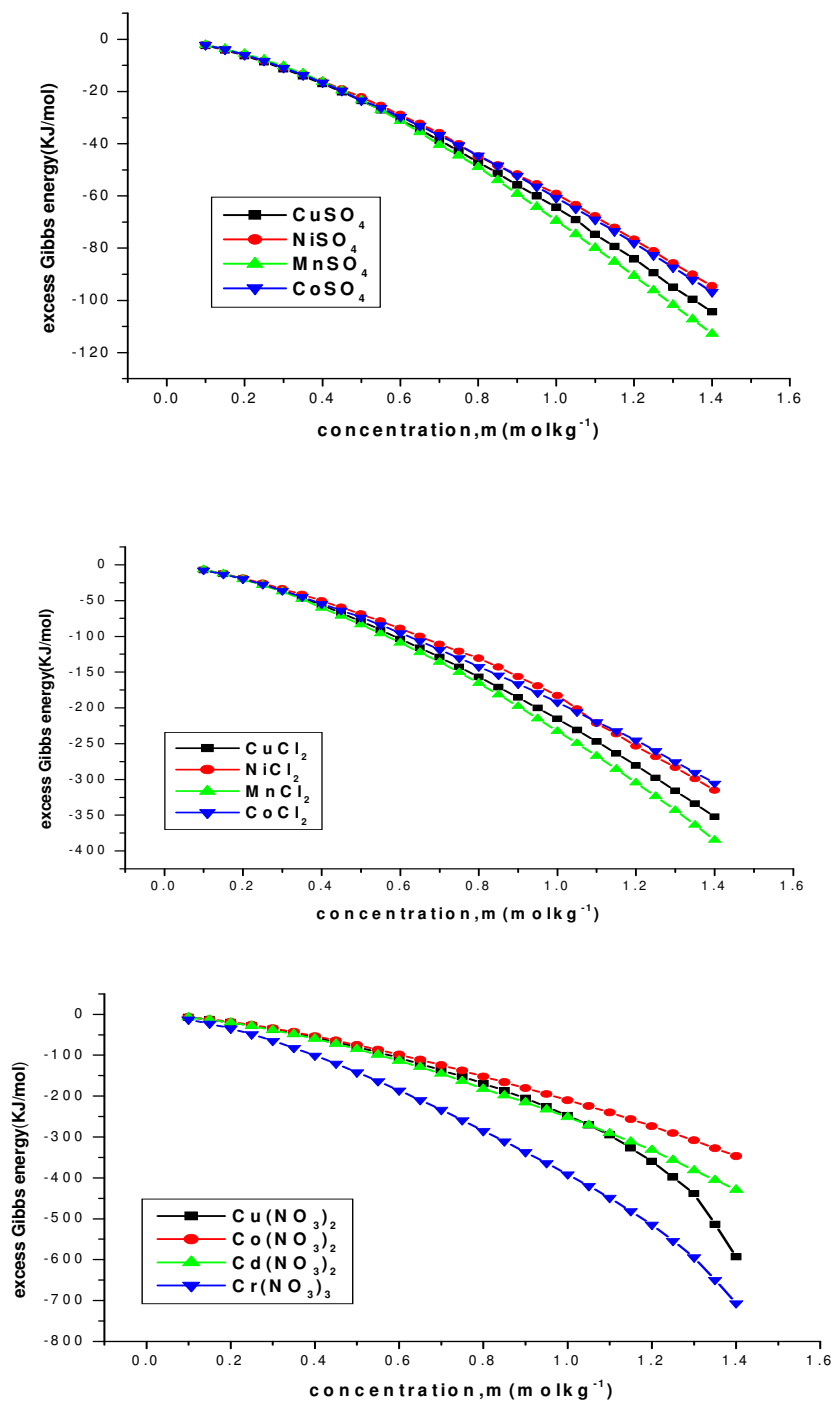 excess Gibbs energy(KJ/mol)
0
-20
-40
-60
-80
-100
-120
CuSO₄
NiSO₄
MnSO₄
CoSO₄
0.0 0.2 0.4 0.6 0.8 1.0 1.2 1.4 1.6
concentration,m (molkg⁻¹)
excess Gibbs energy(KJ/mol)
0
-50
-100
-150
-200
-250
-300
-350
-400
CuCl₂
NiCl₂
MnCl₂
CoCl₂
0.0 0.2 0.4 0.6 0.8 1.0 1.2 1.4 1.6
concentration,m (molkg⁻¹)
excess Gibbs energy(KJ/mol)
0
-100
-200
-300
-400
-500
-600
-700
-800
Cu(NO₃)₂
Co(NO₃)₂
Cd(NO₃)₂
Cr(NO₃)₃
0.0 0.2 0.4 0.6 0.8 1.0 1.2 1.4 1.6
concentration,m (molkg⁻¹)